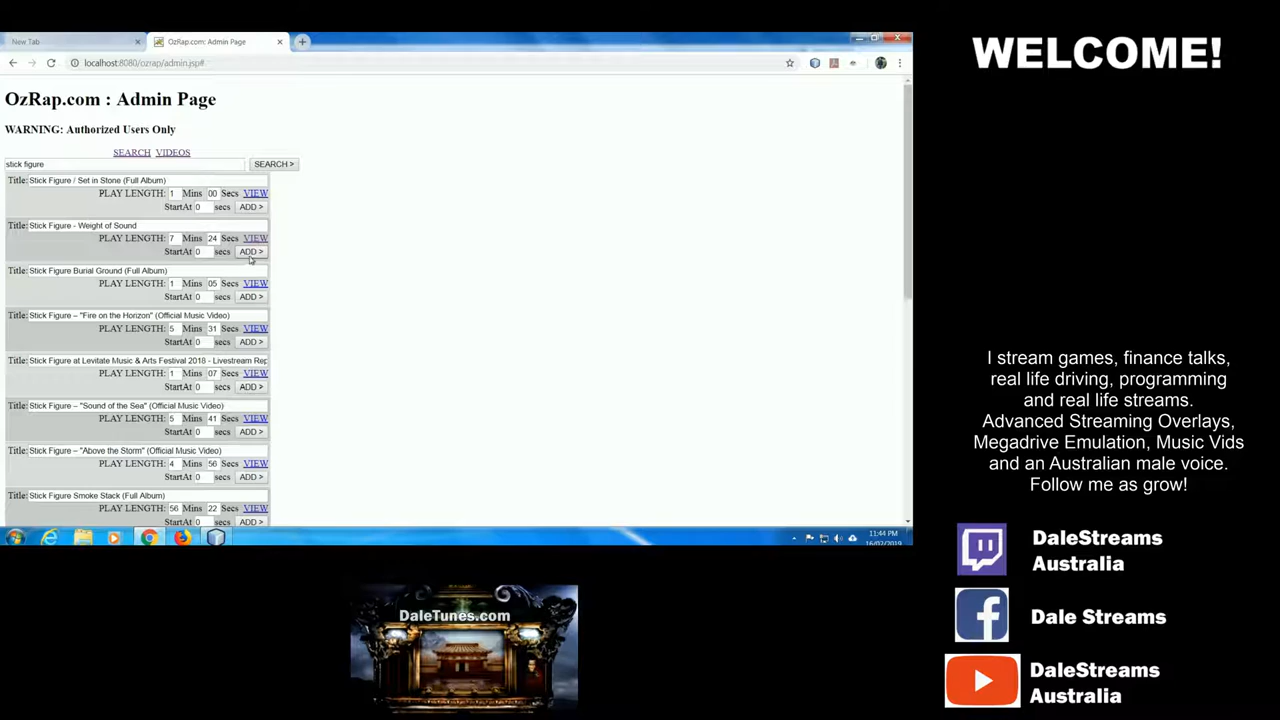 New Tab
OzRap.com: Admin Page
localhost:8080/ozrap/admin.jsp#
OzRap.com : Admin Page
WARNING: Authorized Users Only
SEARCH VIDEOS
stick figure SEARCH >
Title: Stick Figure / Set in Stone (Full Album)
PLAY LENGTH: 1 Mins 00 Secs VIEW
StartAt 0 secs ADD >
Title: Stick Figure - Weight of Sound
PLAY LENGTH: 7 Mins 24 Secs VIEW
StartAt 0 secs ADD >
Title: Stick Figure Burial Ground (Full Album)
PLAY LENGTH: 1 Mins 05 Secs VIEW
StartAt 0 secs ADD >
Title: Stick Figure – "Fire on the Horizon" (Official Music Video)
PLAY LENGTH: 5 Mins 31 Secs VIEW
StartAt 0 secs ADD >
Title: Stick Figure at Levitate Music & Arts Festival 2018 - Livestream Rep
PLAY LENGTH: 1 Mins 07 Secs VIEW
StartAt 0 secs ADD >
Title: Stick Figure – "Sound of the Sea" (Official Music Video)
PLAY LENGTH: 5 Mins 41 Secs VIEW
StartAt 0 secs ADD >
Title: Stick Figure – "Above the Storm" (Official Music Video)
PLAY LENGTH: 4 Mins 56 Secs VIEW
StartAt 0 secs ADD >
Title: Stick Figure Smoke Stack (Full Album)
PLAY LENGTH: 56 Mins 22 Secs VIEW
StartAt 0 secs ADD >
11:44 PM
16/02/2019
WELCOME!
I stream games, finance talks,
real life driving, programming
and real life streams.
Advanced Streaming Overlays,
Megadrive Emulation, Music Vids
and an Australian male voice.
Follow me as grow!
DaleStreams
Australia
Dale Streams
DaleStreams
Australia
DaleTunes.com